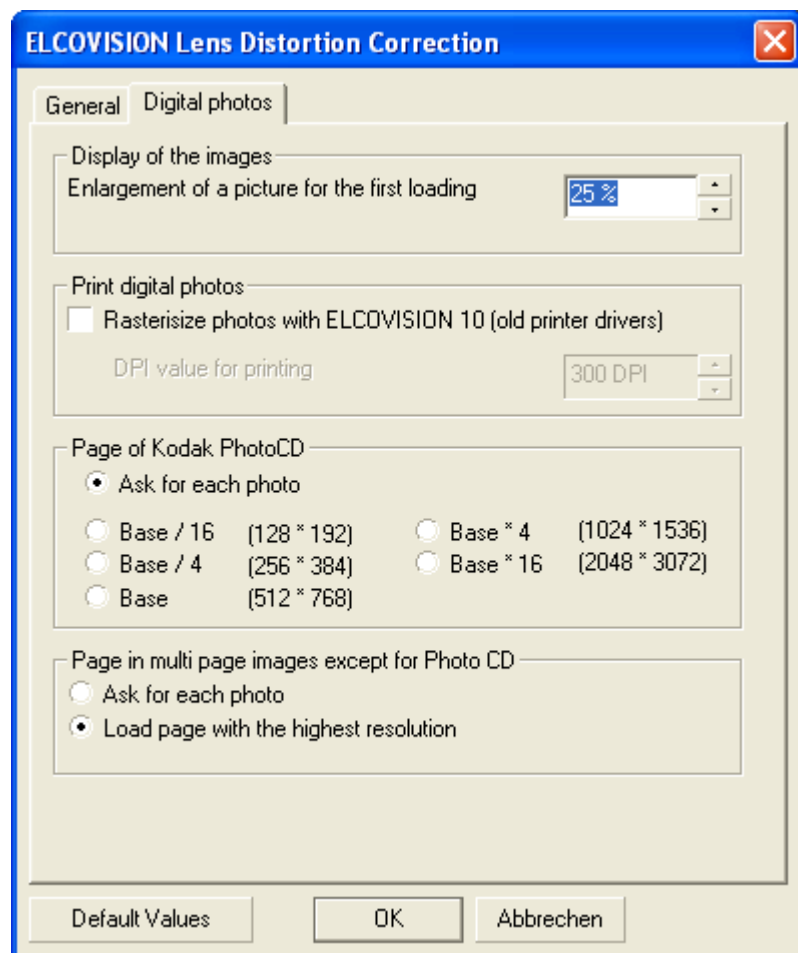 ELCOVISION Lens Distortion Correction
General Digital photos
Display of the images
Enlargement of a picture for the first loading 25 %
Print digital photos
Rasterisize photos with ELCOVISION 10 (old printer drivers)
DPI value for printing 300 DPI
Page of Kodak PhotoCD
Ask for each photo
Base / 16 (128 * 192) Base * 4 (1024 * 1536)
Base / 4 (256 * 384) Base * 16 (2048 * 3072)
Base (512 * 768)
Page in multi page images except for Photo CD
Ask for each photo
Load page with the highest resolution
Default Values OK Abbrechen